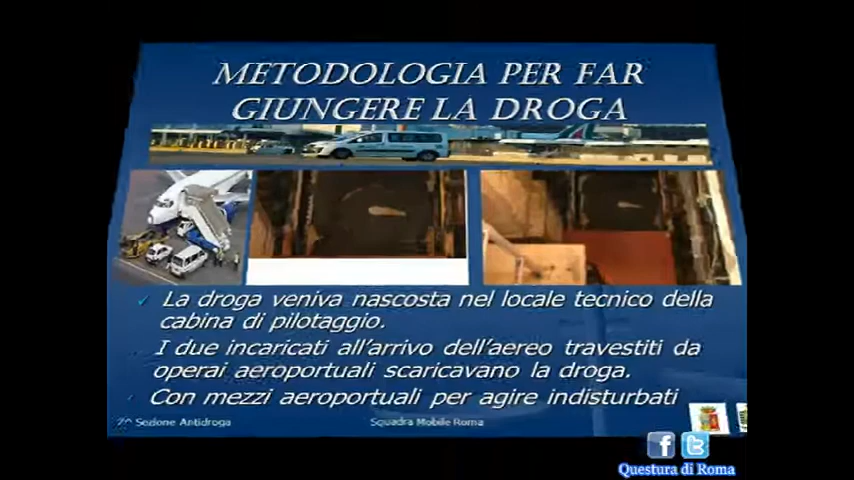 METODOLOGIA PER FAR
GIUNGERE LA DROGA
La droga veniva nascosta nel locale tecnico della
cabina di pilotaggio.
I due incaricati all'arrivo dell'aereo travestiti da
operai aeroportuali scaricavano la droga.
Con mezzi aeroportuali per agire indisturbati
Sezione Antidroga
Squadra Mobile Roma
Questura di Roma